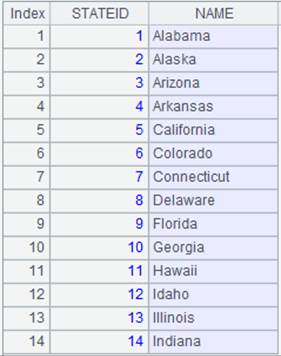 Index STATEID NAME
1 1 Alabama
2 2 Alaska
3 3 Arizona
4 4 Arkansas
5 5 California
6 6 Colorado
7 7 Connecticut
8 8 Delaware
9 9 Florida
10 10 Georgia
11 11 Hawaii
12 12 Idaho
13 13 Illinois
14 14 Indiana